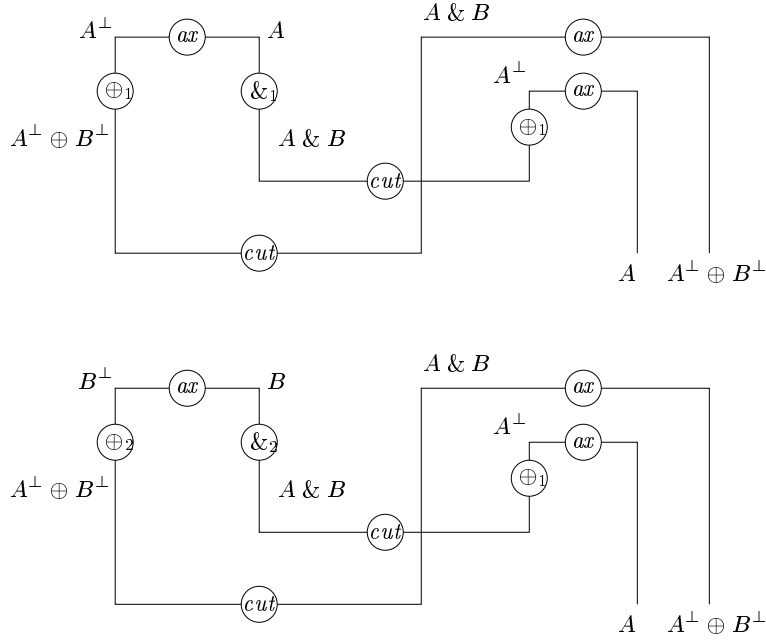 A & B
A⊥ ax A ax
A⊥ ax
⊕1 &1
⊕1
A⊥ ⊕ B⊥ A & B
cut
cut
A A⊥ ⊕ B⊥
A & B
B⊥ ax B ax
A⊥ ax
⊕2 &2
⊕1
A⊥ ⊕ B⊥ A & B
cut
cut
A A⊥ ⊕ B⊥